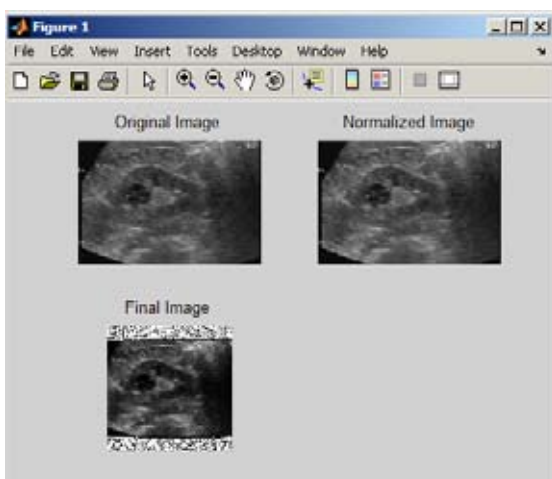 Figure 1
File Edit View Insert Tools Desktop Window Help
Original Image
Normalized Image
Final Image